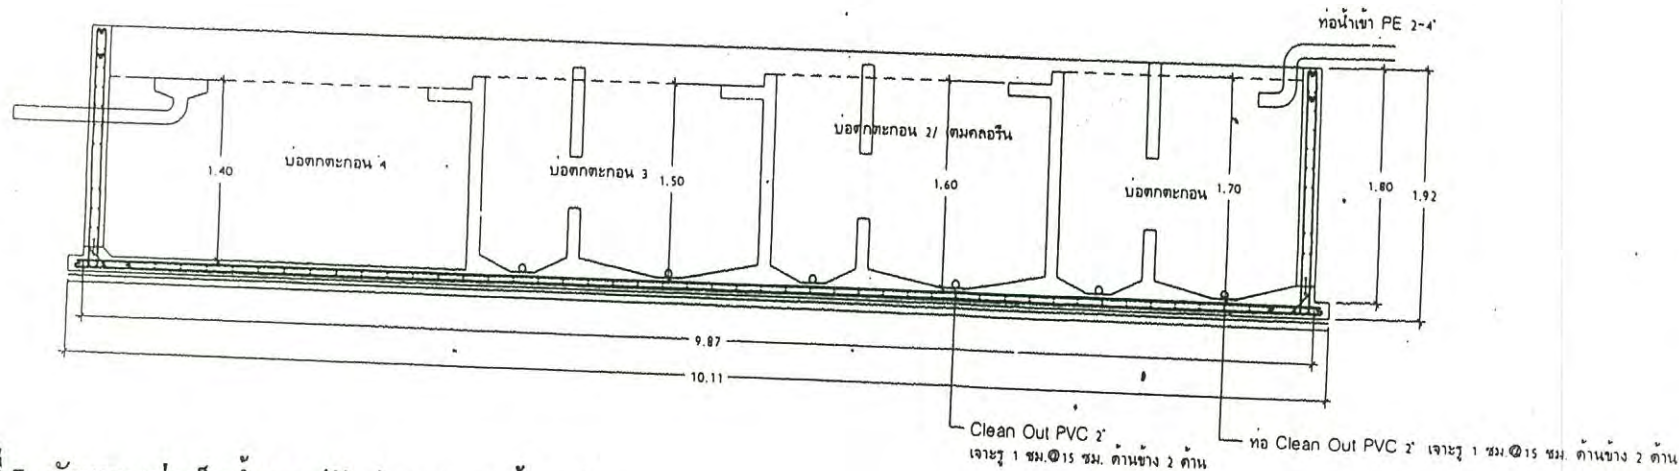 ท่อน้ำเข้า PE 2-4"
บ่อตกตะกอน 4
1.40
บ่อตกตะกอน 3
1.50
บ่อตกตะกอน 2/ เติมคลอรีน
1.60
บ่อตกตะกอน
1.70
1.80
1.92
9.87
10.11
Clean Out PVC 2"
เจาะรู 1 ซม.@15 ซม. ด้านข้าง 2 ด้าน
ท่อ Clean Out PVC 2" เจาะรู 1 ซม.@15 ซม. ด้านข้าง 2 ด้าน